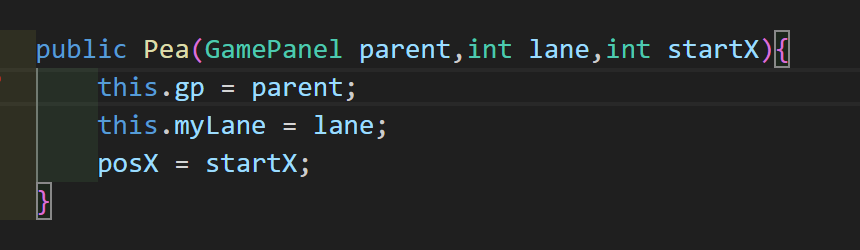 public Pea(GamePanel parent,int lane,int startX){
this.gp = parent;
this.myLane = lane;
posX = startX;
}